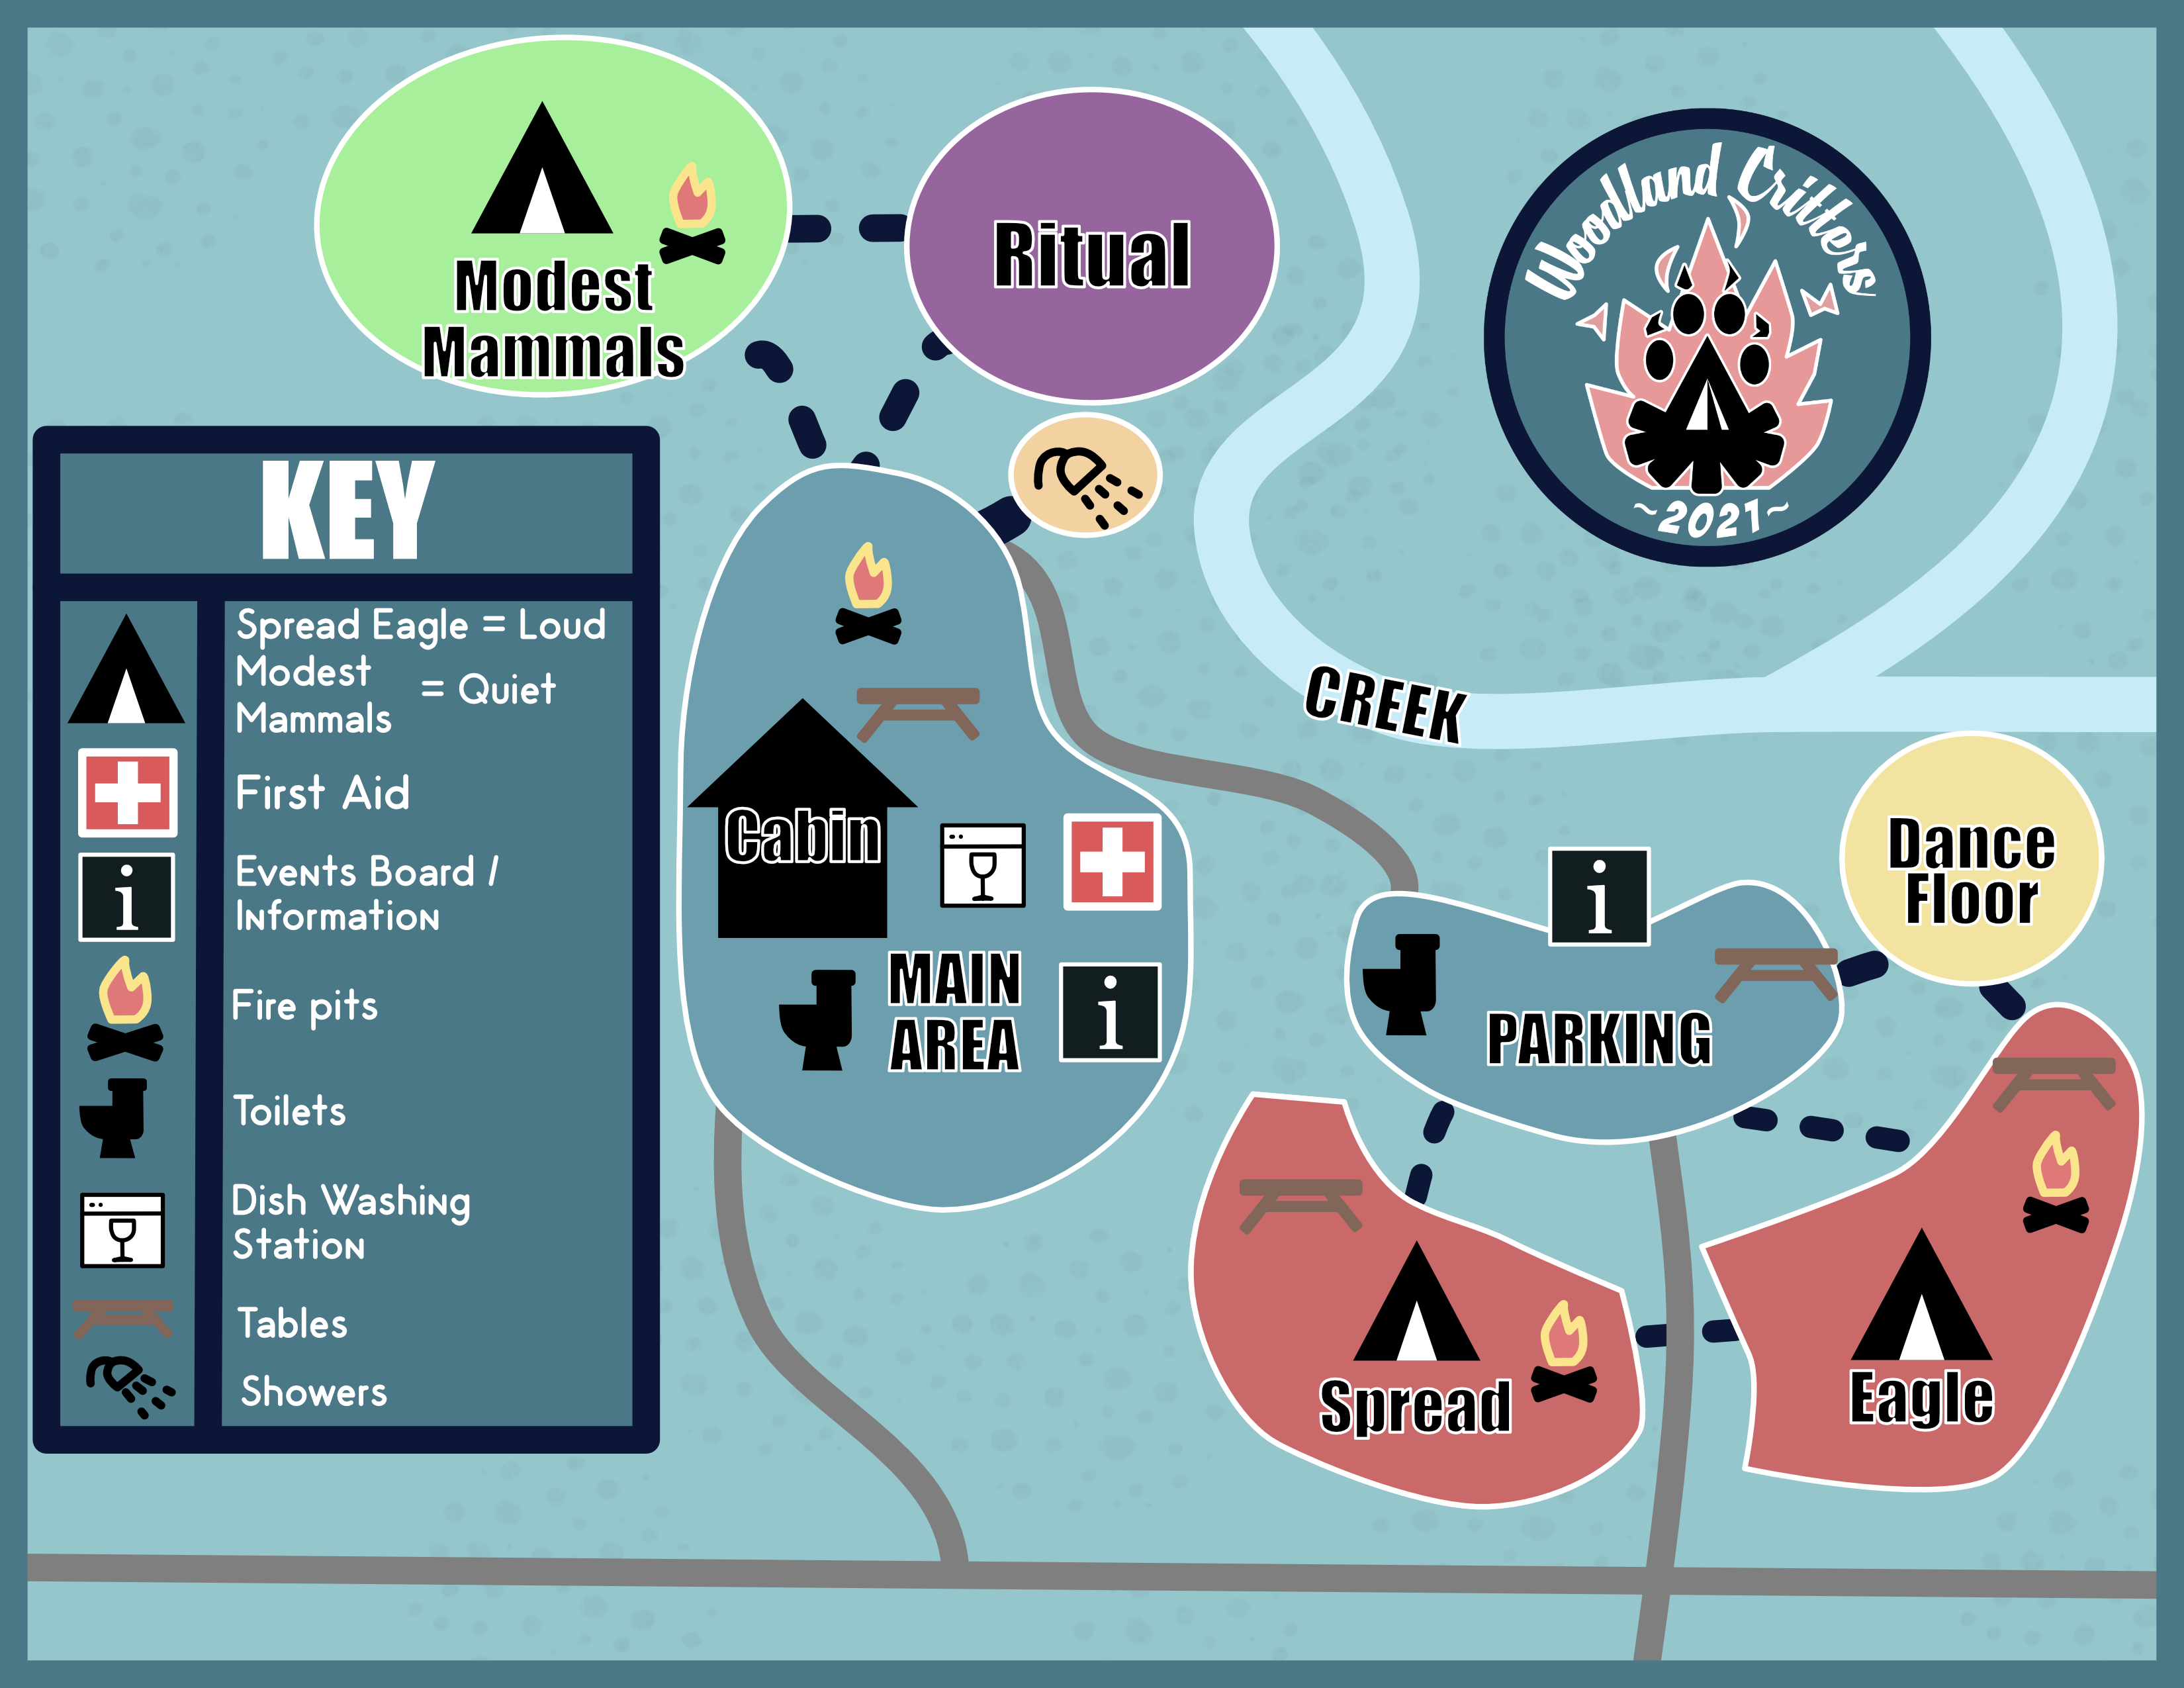 Modest
Mammals
Ritual
Woodland Critters
~2021~
KEY
Spread Eagle = Loud
Modest
Mammals = Quiet
First Aid
i
Events Board /
Information
Fire pits
Toilets
Dish Washing
Station
Tables
Showers
Cabin
MAIN
AREA
i
CREEK
i
PARKING
Dance
Floor
Spread
Eagle